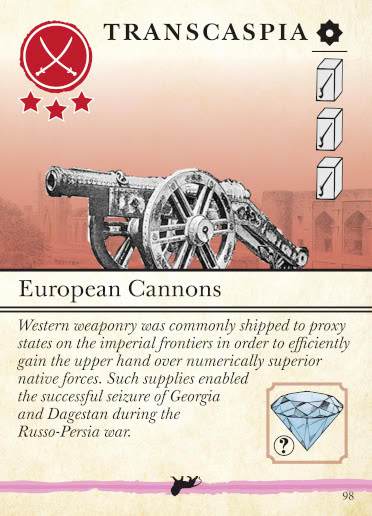 TRANSCASPIA
European Cannons
Western weaponry was commonly shipped to proxy
states on the imperial frontiers in order to efficiently
gain the upper hand over numerically superior
native forces. Such supplies enabled
the successful seizure of Georgia
and Dagestan during the
Russo-Persia war.
?
98